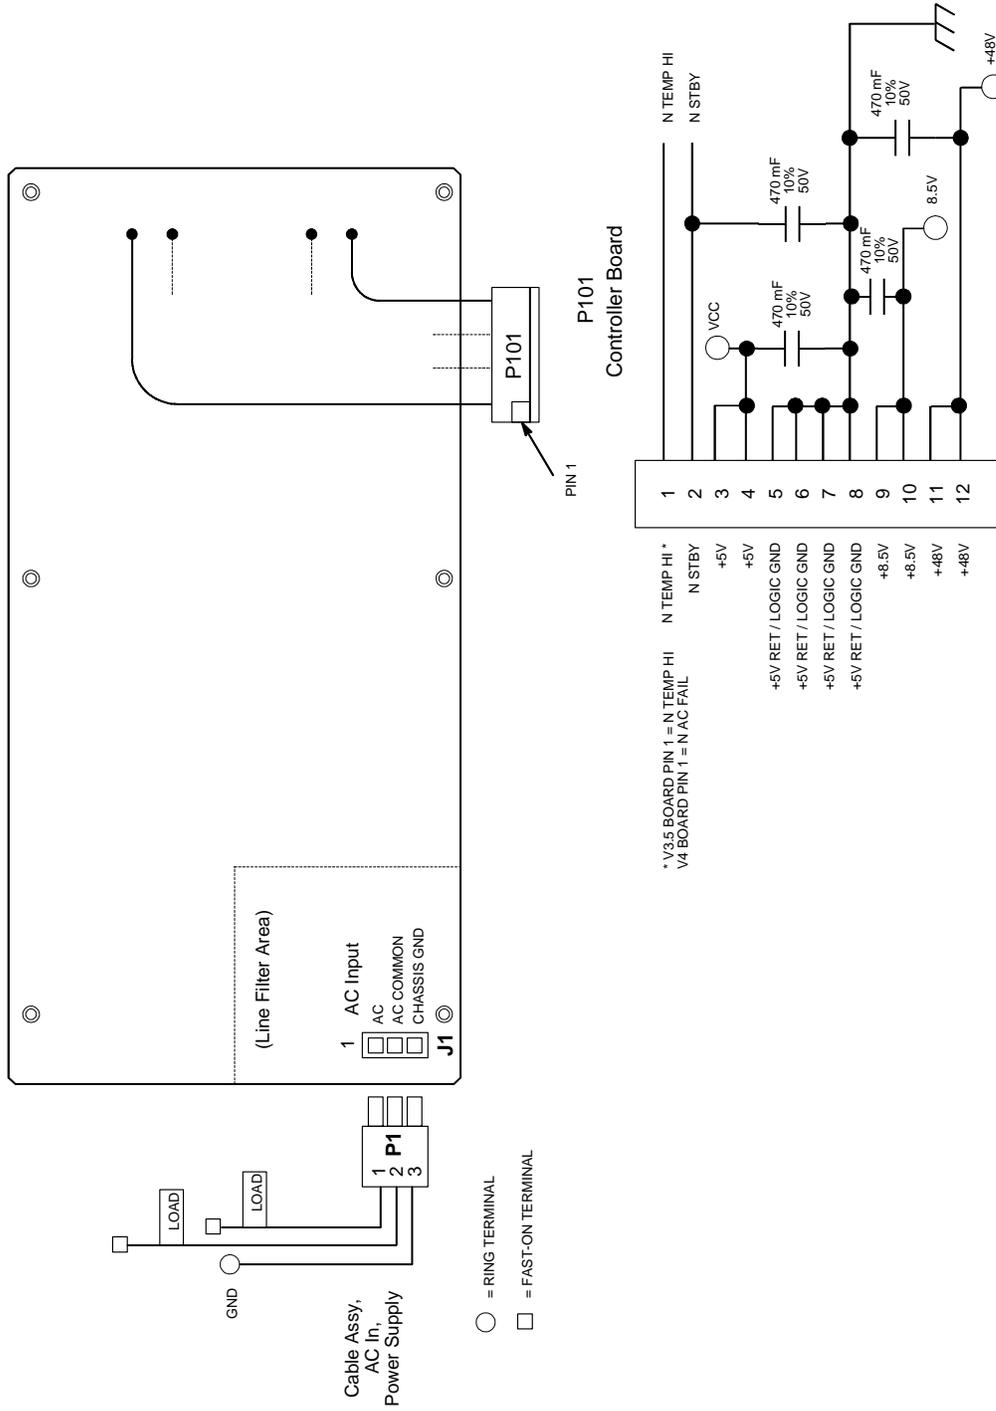 (Line Filter Area)
1
AC Input
AC
AC COMMON
CHASSIS GND
J1
P1
1
2
3
LOAD
LOAD
GND
Cable Assy,
AC In,
Power Supply
= RING TERMINAL
= FAST-ON TERMINAL
P101
PIN 1
P101
Controller Board
* V3.5 BOARD PIN 1 = N TEMP HI
V4 BOARD PIN 1 = N AC FAIL
N TEMP HI *
N STBY
+5V
+5V
+5V RET / LOGIC GND
+5V RET / LOGIC GND
+5V RET / LOGIC GND
+5V RET / LOGIC GND
+8.5V
+8.5V
+48V
+48V
1
2
3
4
5
6
7
8
9
10
11
12
N TEMP HI
N STBY
VCC
470 mF
10%
50V
470 mF
10%
50V
470 mF
10%
50V
8.5V
470 mF
10%
50V
+48V